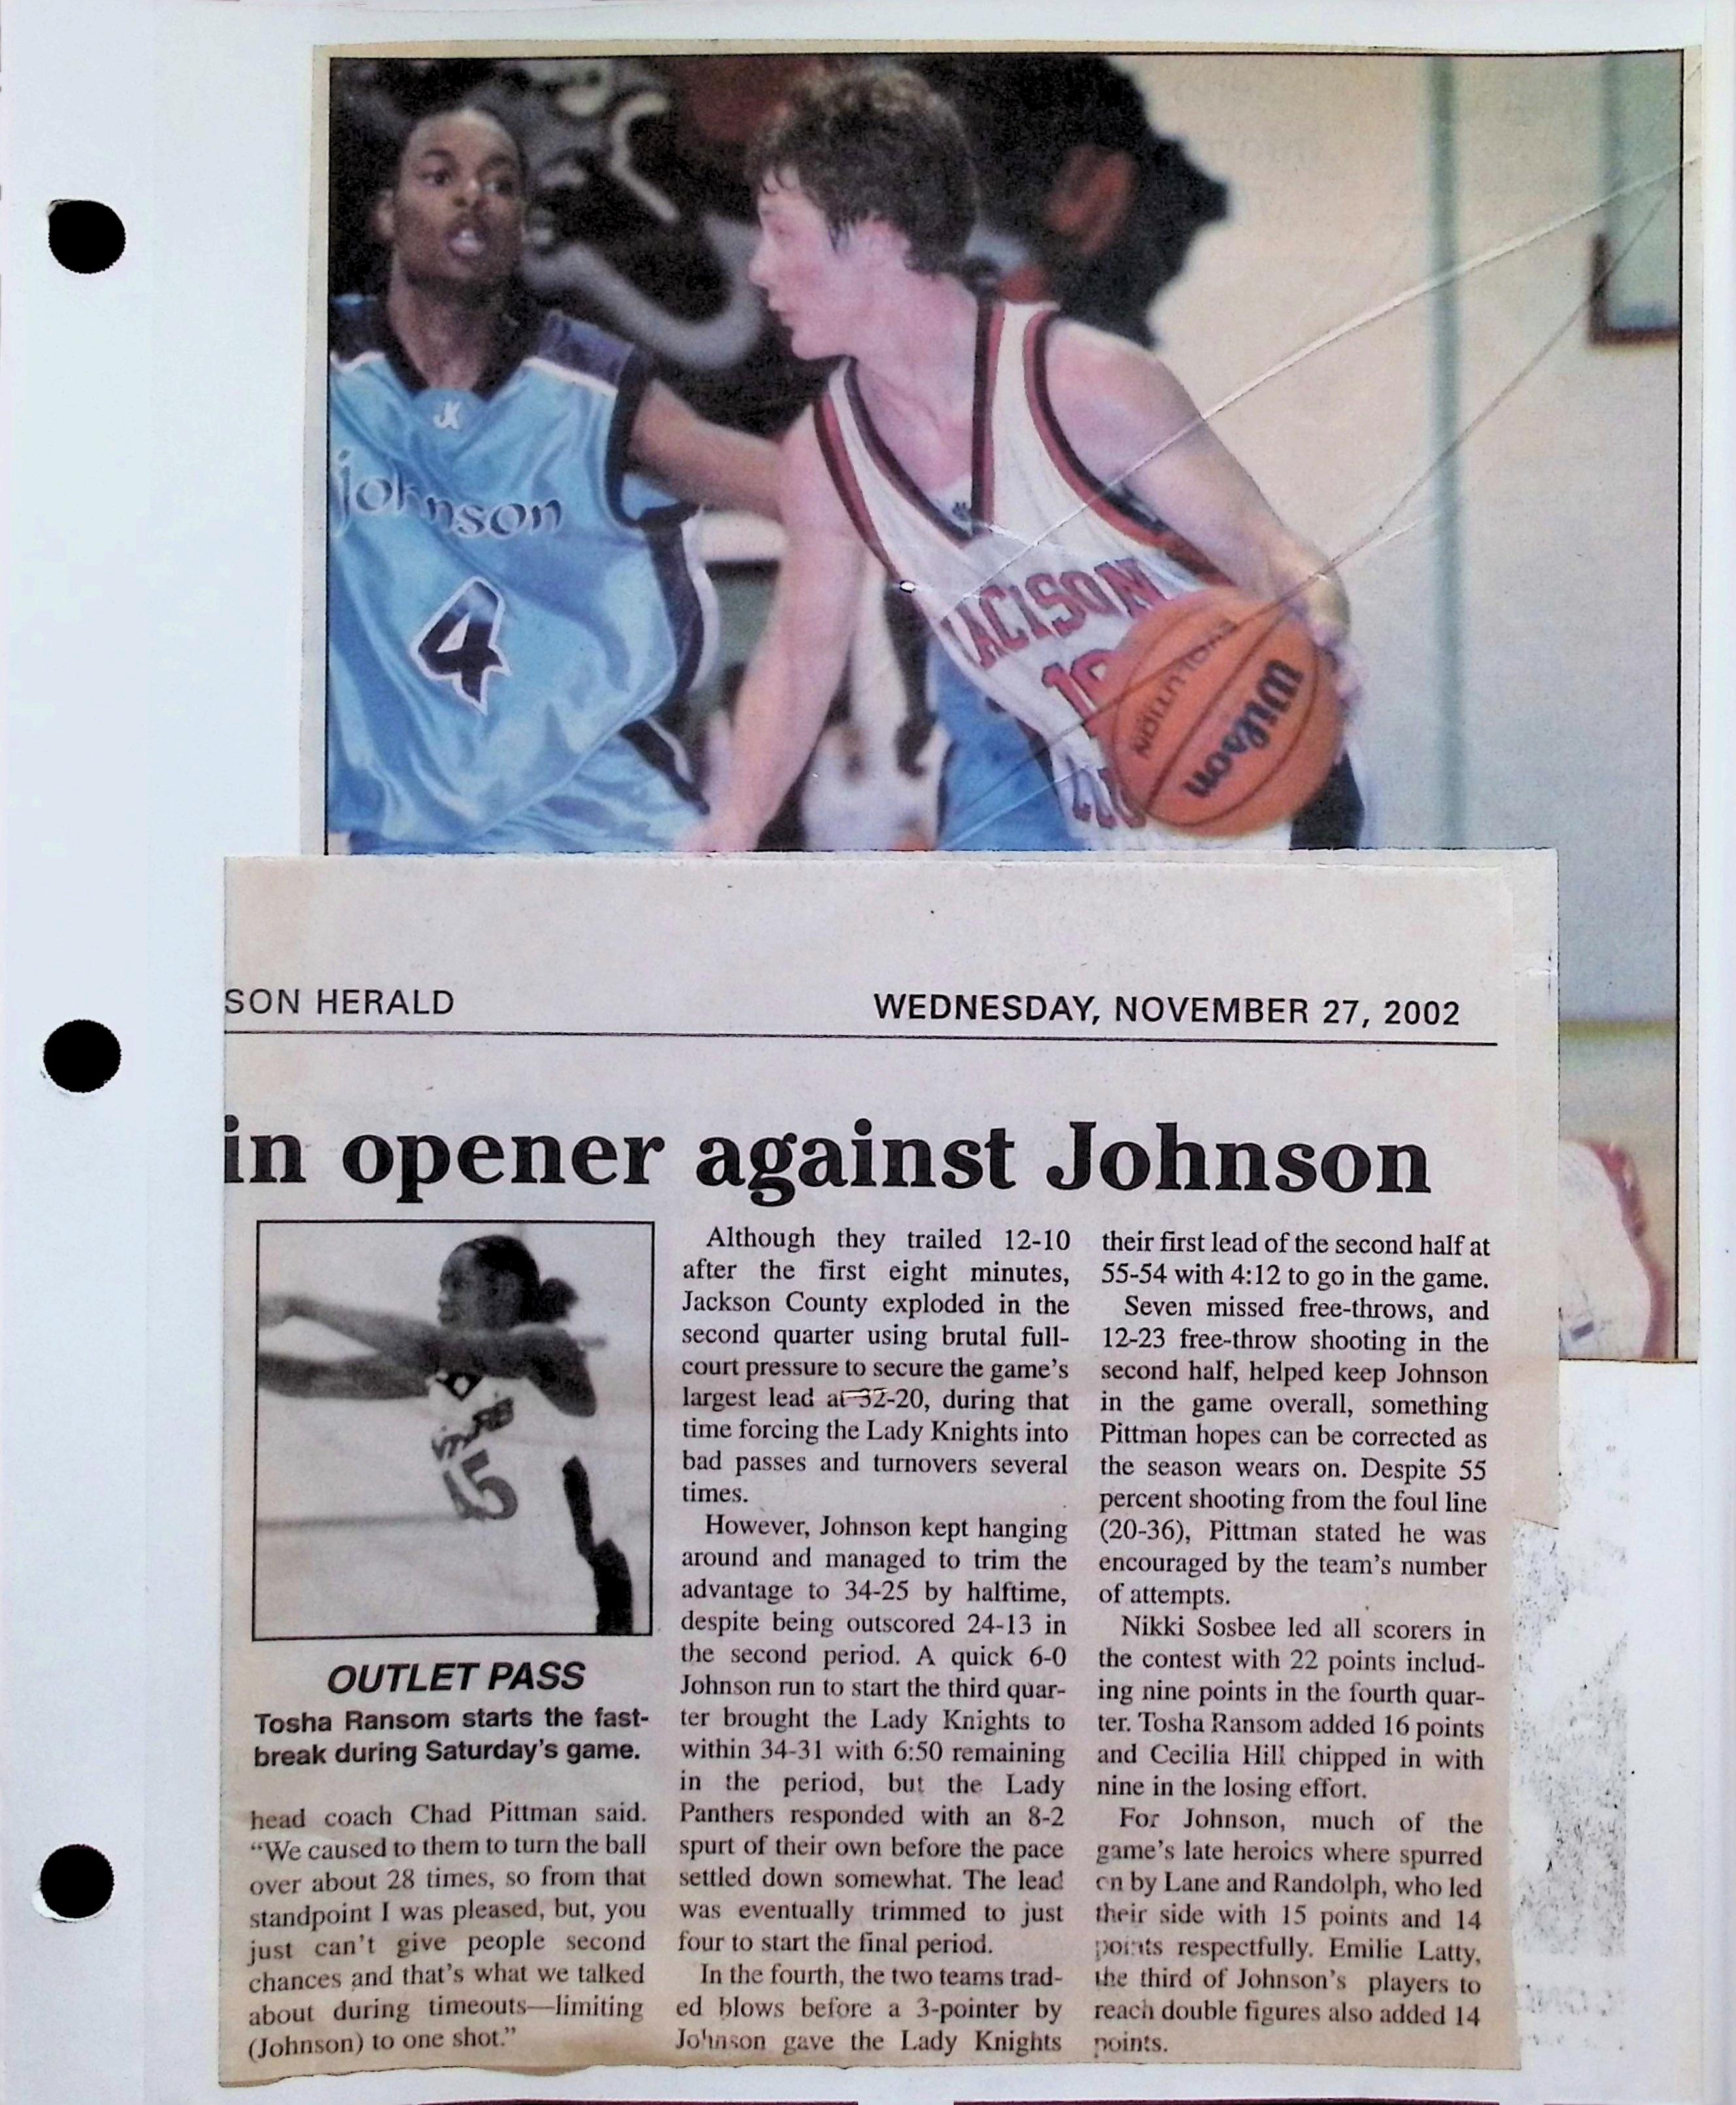 JK
johnson
4
JACKSON
10
EVOLUTION
Wilson
SON HERALD
WEDNESDAY, NOVEMBER 27, 2002
in opener against Johnson
15
OUTLET PASS
Tosha Ransom starts the fast-
break during Saturday's game.
head coach Chad Pittman said.
“We caused to them to turn the ball
over about 28 times, so from that
standpoint I was pleased, but, you
just can't give people second
chances and that's what we talked
about during timeouts—limiting
(Johnson) to one shot.”
Although they trailed 12-10
after the first eight minutes,
Jackson County exploded in the
second quarter using brutal full-
court pressure to secure the game's
largest lead at 32-20, during that
time forcing the Lady Knights into
bad passes and turnovers several
times.
However, Johnson kept hanging
around and managed to trim the
advantage to 34-25 by halftime,
despite being outscored 24-13 in
the second period. A quick 6-0
Johnson run to start the third quar-
ter brought the Lady Knights to
within 34-31 with 6:50 remaining
in the period, but the Lady
Panthers responded with an 8-2
spurt of their own before the pace
settled down somewhat. The lead
was eventually trimmed to just
four to start the final period.
In the fourth, the two teams trad-
ed blows before a 3-pointer by
Johnson gave the Lady Knights
their first lead of the second half at
55-54 with 4:12 to go in the game.
Seven missed free-throws, and
12-23 free-throw shooting in the
second half, helped keep Johnson
in the game overall, something
Pittman hopes can be corrected as
the season wears on. Despite 55
percent shooting from the foul line
(20-36), Pittman stated he was
encouraged by the team's number
of attempts.
Nikki Sosbee led all scorers in
the contest with 22 points includ-
ing nine points in the fourth quar-
ter. Tosha Ransom added 16 points
and Cecilia Hill chipped in with
nine in the losing effort.
For Johnson, much of the
game's late heroics where spurred
on by Lane and Randolph, who led
their side with 15 points and 14
points respectfully. Emilie Latty,
the third of Johnson's players to
reach double figures also added 14
points.